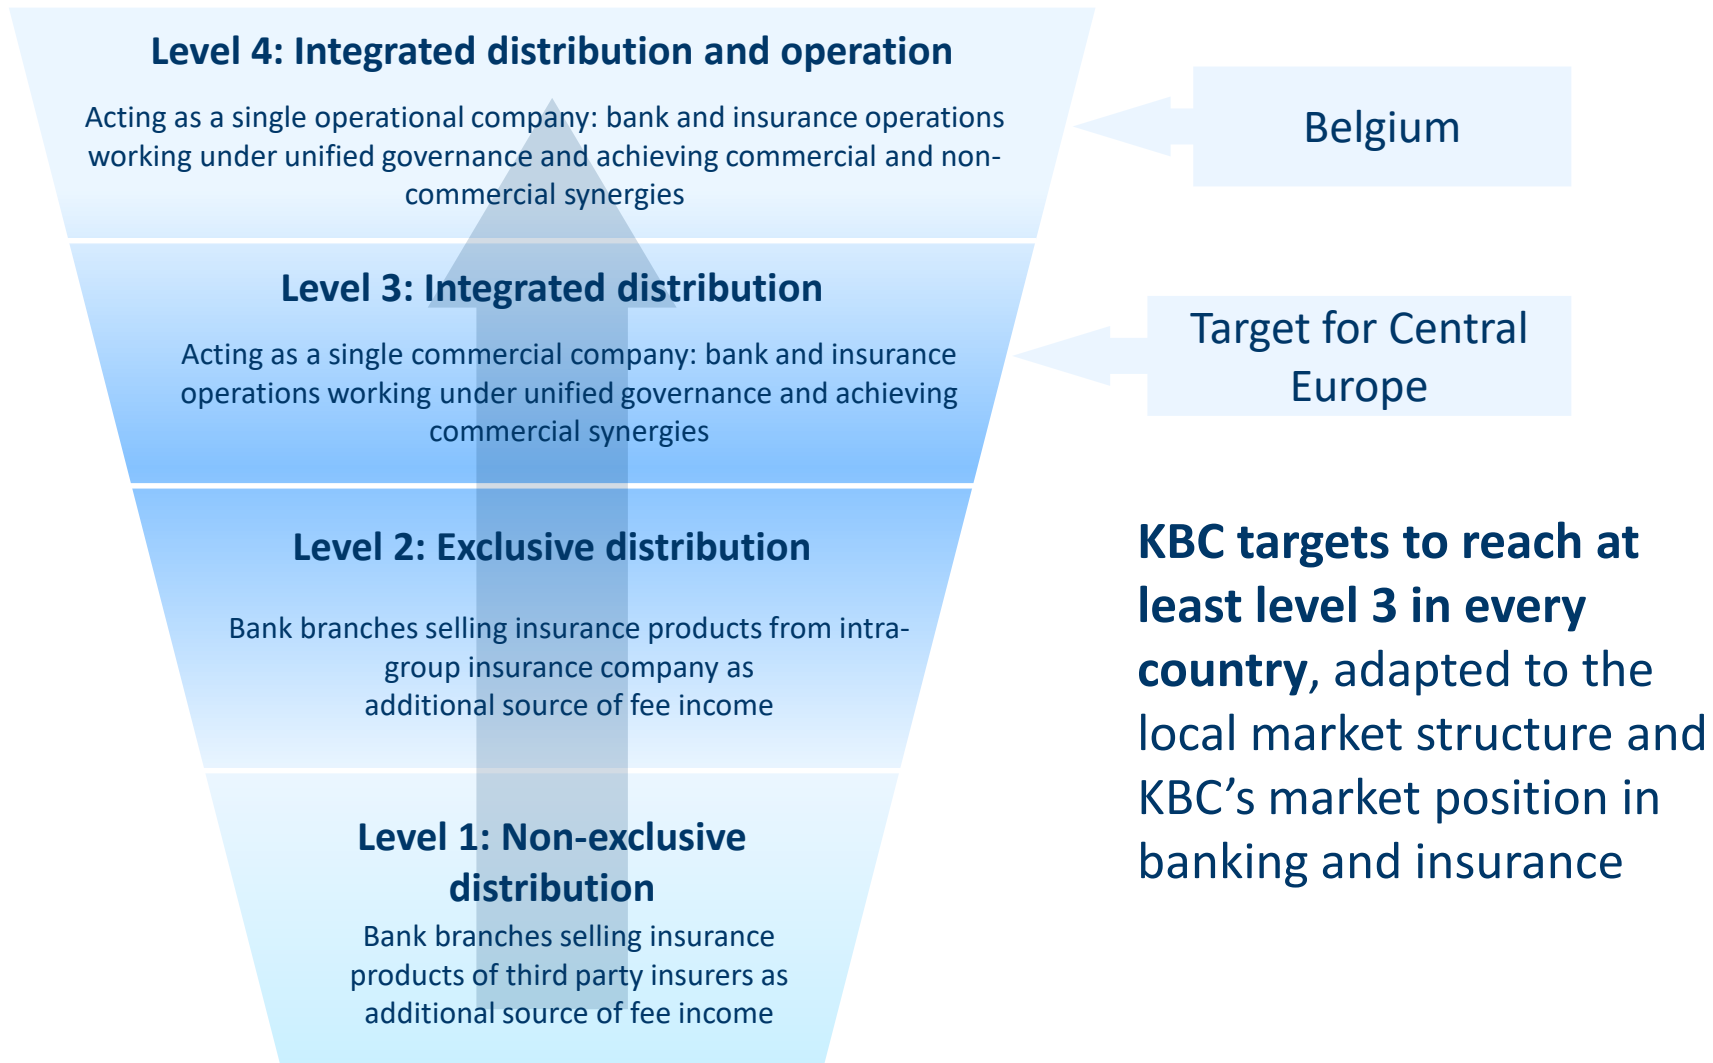 Level 4: Integrated distribution and operation
Acting as a single operational company: bank and insurance operations
working under unified governance and achieving commercial and non-
commercial synergies
Belgium
Level 3: Integrated distribution
Acting as a single commercial company: bank and insurance
operations working under unified governance and achieving
commercial synergies
Target for Central
Europe
Level 2: Exclusive distribution
Bank branches selling insurance products from intra-
group insurance company as
additional source of fee income
Level 1: Non-exclusive
distribution
Bank branches selling insurance
products of third party insurers as
additional source of fee income
KBC targets to reach at
least level 3 in every
country, adapted to the
local market structure and
KBC’s market position in
banking and insurance